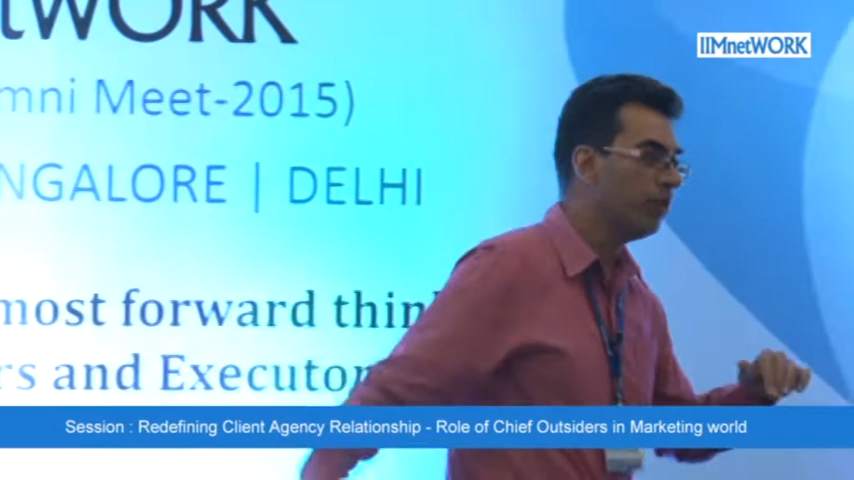 tWORK
IIMnetWORK
mni Meet-2015)
NGALORE | DELHI
most forward thin
rs and Executor
Session : Redefining Client Agency Relationship - Role of Chief Outsiders in Marketing world